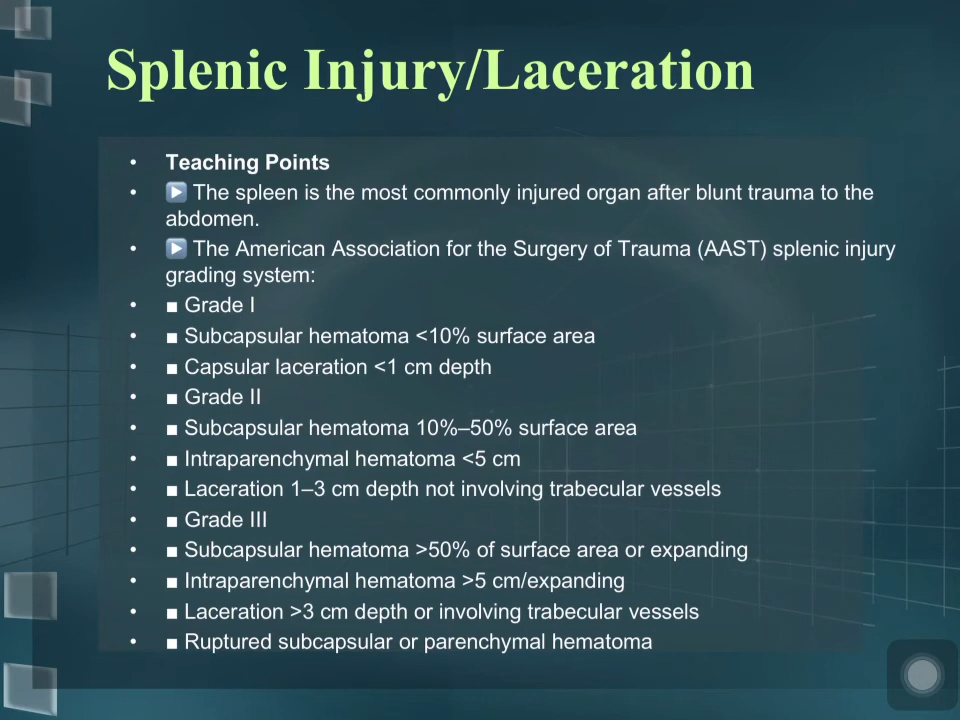 Splenic Injury/Laceration
• Teaching Points
• ▶ The spleen is the most commonly injured organ after blunt trauma to the
abdomen.
• ▶ The American Association for the Surgery of Trauma (AAST) splenic injury
grading system:
• ■ Grade I
• ■ Subcapsular hematoma <10% surface area
• ■ Capsular laceration <1 cm depth
• ■ Grade II
• ■ Subcapsular hematoma 10%–50% surface area
• ■ Intraparenchymal hematoma <5 cm
• ■ Laceration 1–3 cm depth not involving trabecular vessels
• ■ Grade III
• ■ Subcapsular hematoma >50% of surface area or expanding
• ■ Intraparenchymal hematoma >5 cm/expanding
• ■ Laceration >3 cm depth or involving trabecular vessels
• ■ Ruptured subcapsular or parenchymal hematoma